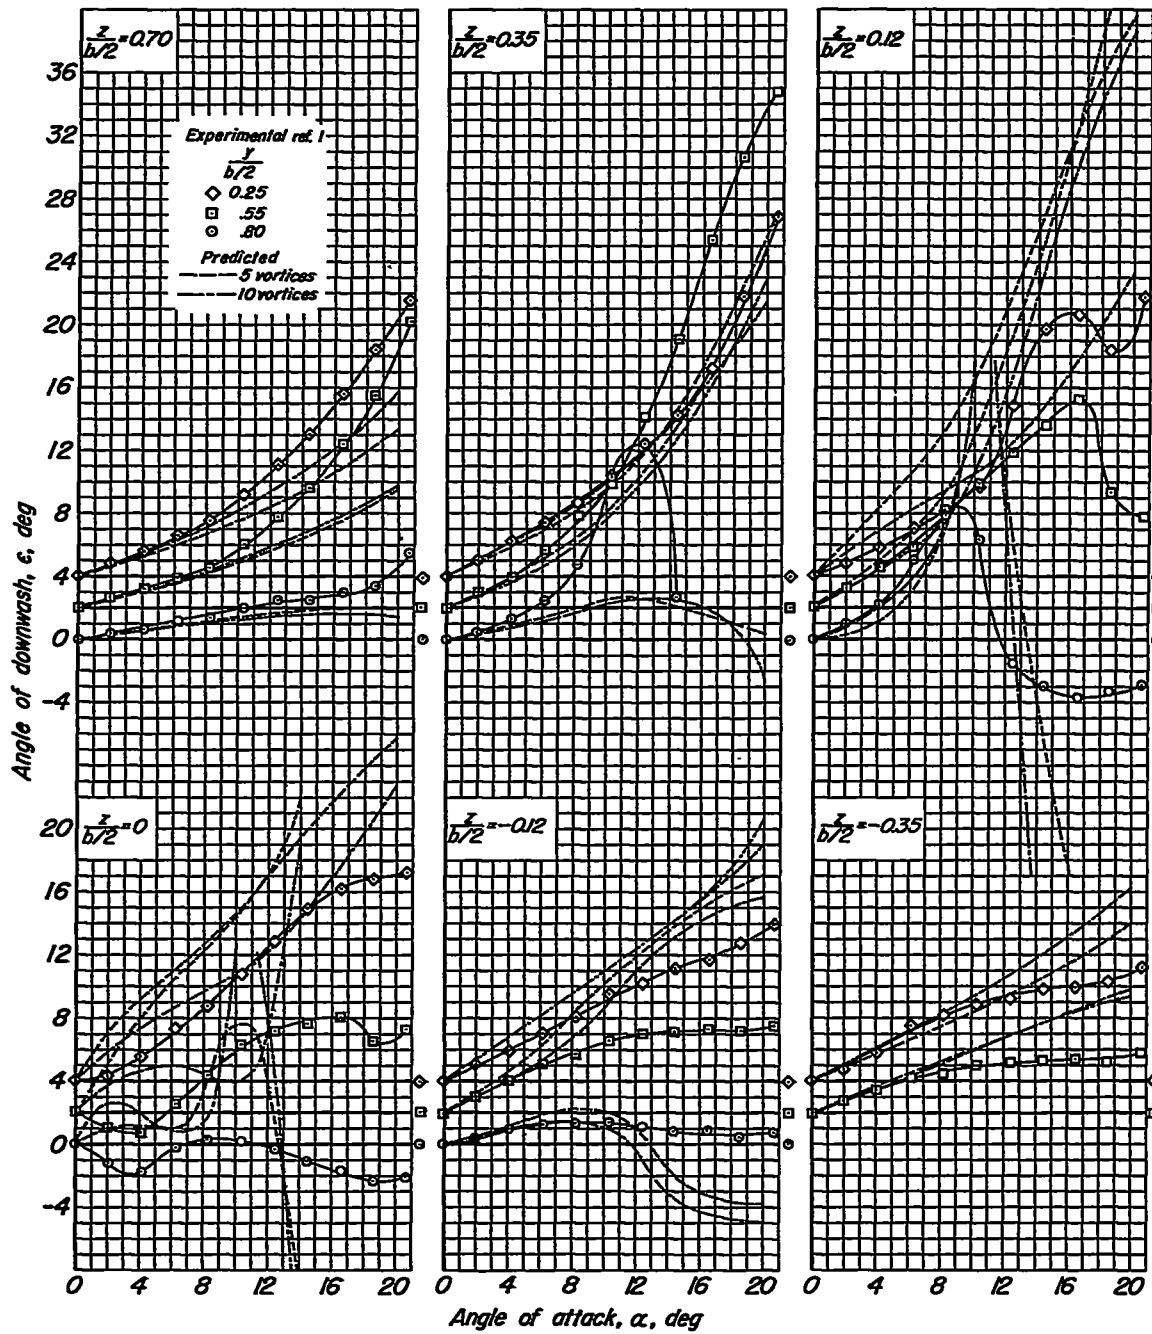 z/b/2 = 0.70
z/b/2 = 0.35
z/b/2 = 0.12
36
32
28
24
20
16
12
8
4
0
-4
Experimental ref. 1
y
b/2
0.25
.55
.80
Predicted
5 vortices
10 vortices
Angle of downwash, ϵ, deg
z/b/2 = 0
z/b/2 = -0.12
z/b/2 = -0.35
20
16
12
8
4
0
-4
0 4 8 12 16 20
0 4 8 12 16 20
0 4 8 12 16 20
Angle of attack, α, deg